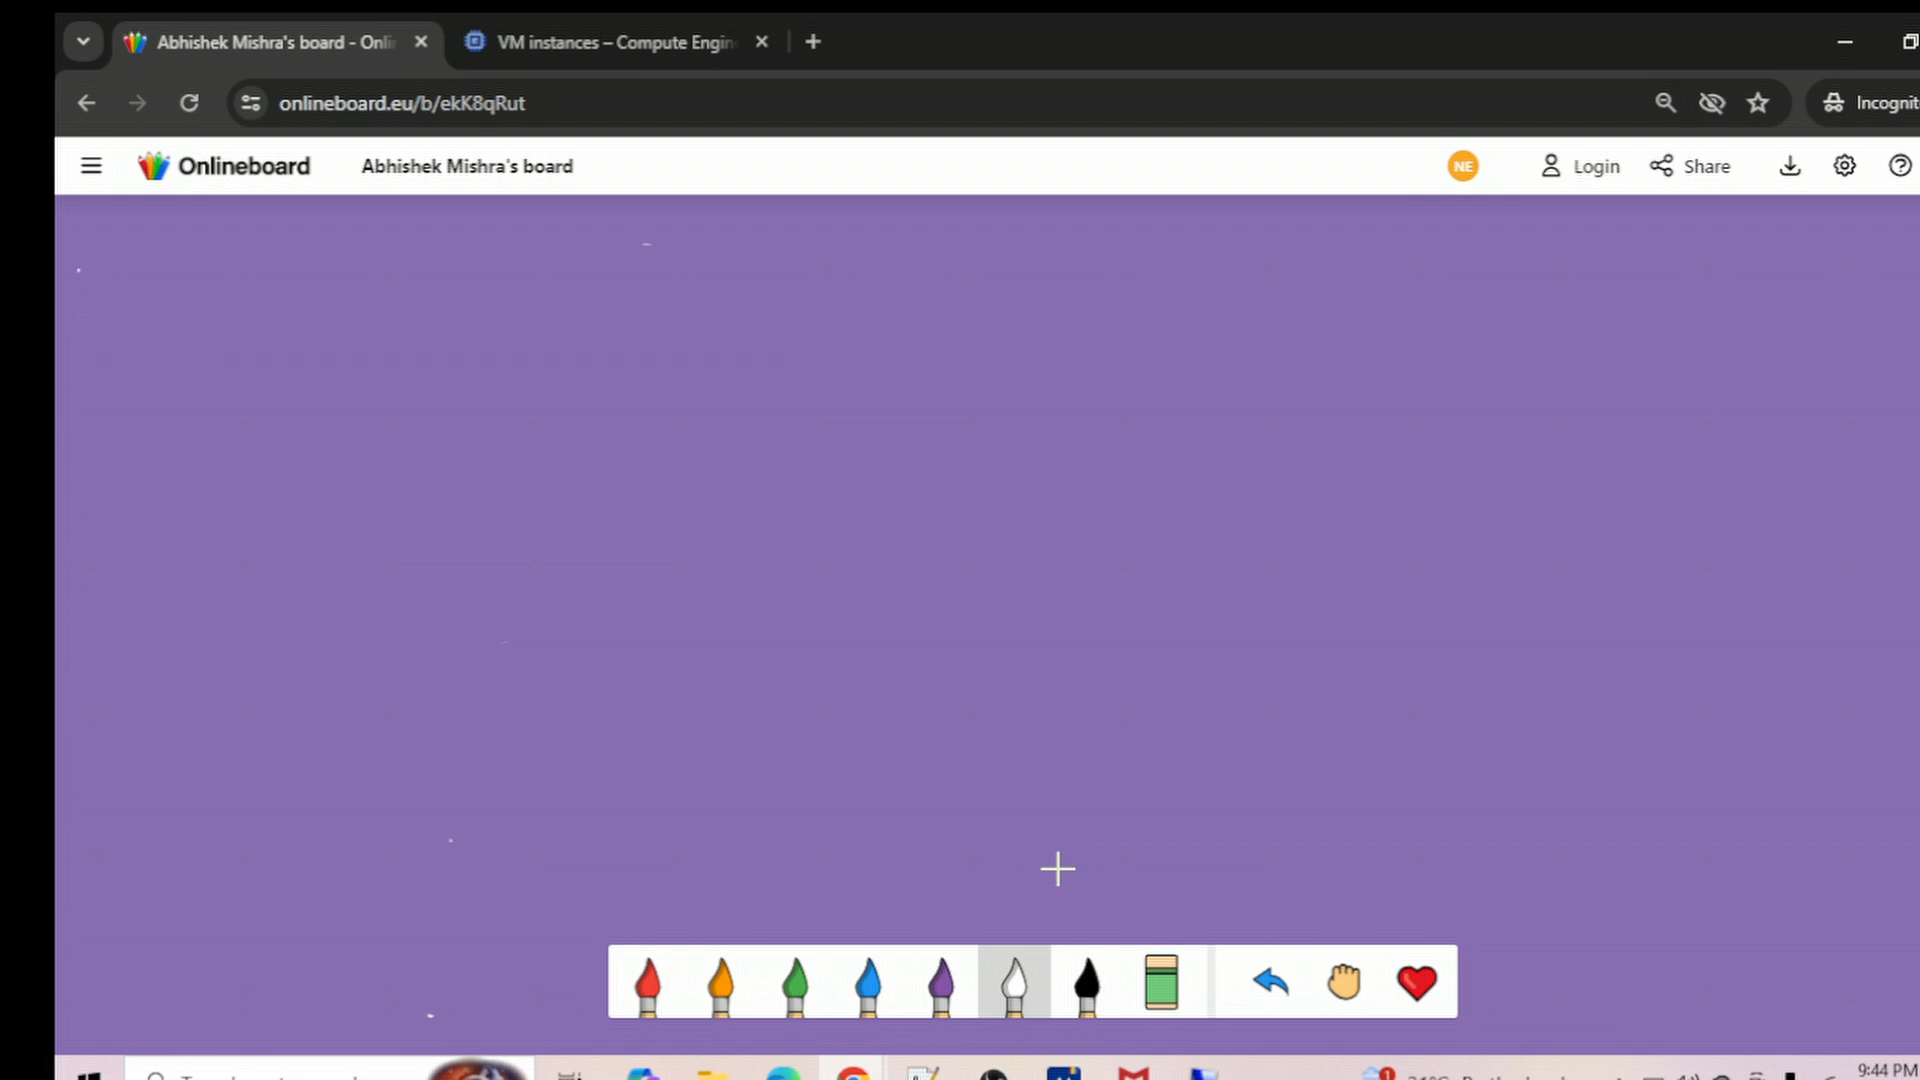 Abhishek Mishra's board - Onli
VM instances – Compute Engin
onlineboard.eu/b/ekK8qRut
Incognit
Onlineboard
Abhishek Mishra's board
NE
Login
Share
1
9:44 PM